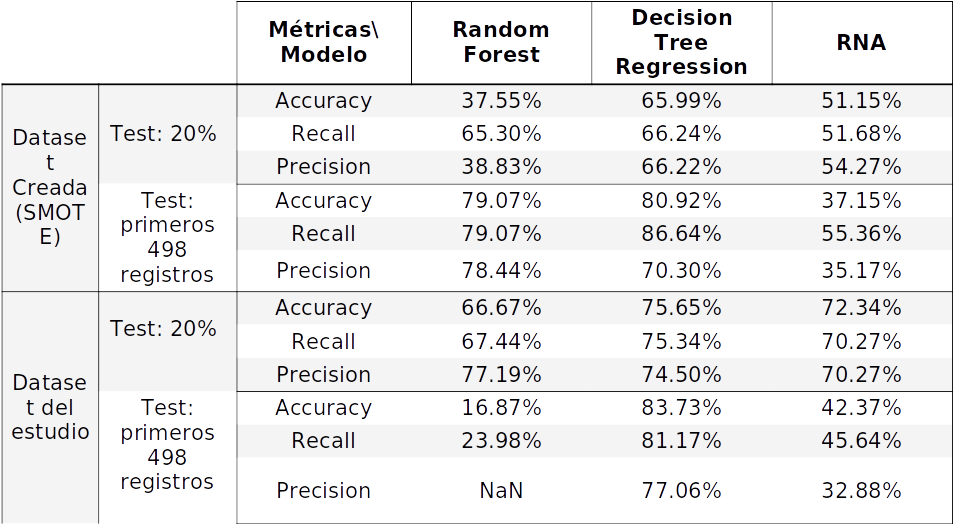 Métricas\ Modelo Random Forest Decision Tree Regression RNA
Datase
t
Creada
(SMOT
E)
Test: 20%
Accuracy 37.55% 65.99% 51.15%
Recall 65.30% 66.24% 51.68%
Precision 38.83% 66.22% 54.27%
Test:
primeros
498
registros
Accuracy 79.07% 80.92% 37.15%
Recall 79.07% 86.64% 55.36%
Precision 78.44% 70.30% 35.17%
Datase
t del
estudio
Test: 20%
Accuracy 66.67% 75.65% 72.34%
Recall 67.44% 75.34% 70.27%
Precision 77.19% 74.50% 70.27%
Test:
primeros
498
registros
Accuracy 16.87% 83.73% 42.37%
Recall 23.98% 81.17% 45.64%
Precision NaN 77.06% 32.88%